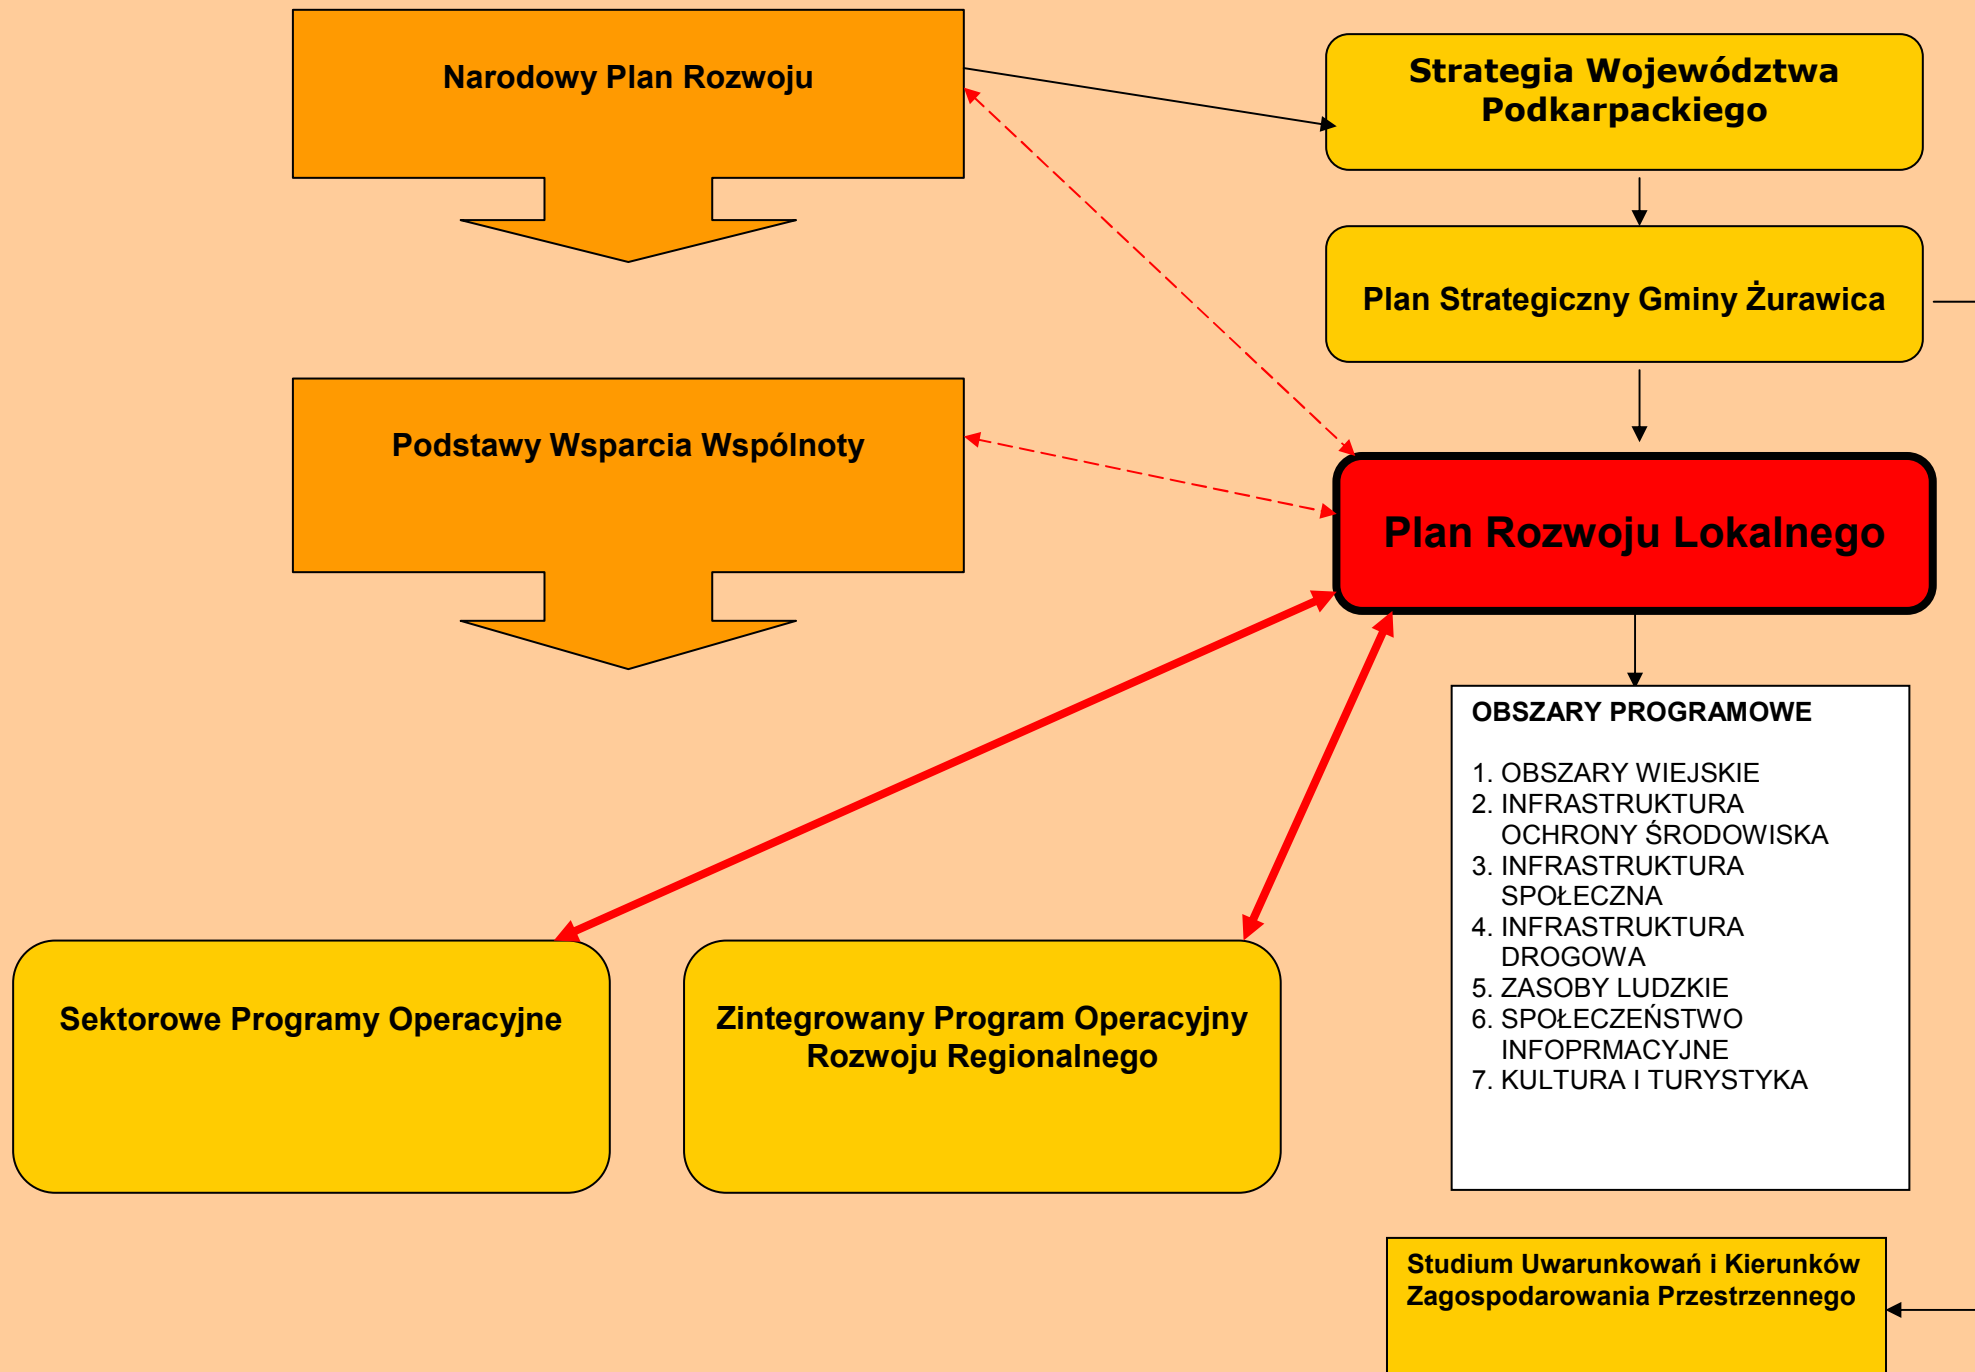 Narodowy Plan Rozwoju
Strategia Województwa
Podkarpackiego
Plan Strategiczny Gminy Żurawica
Podstawy Wsparcia Wspólnoty
Plan Rozwoju Lokalnego
OBSZARY PROGRAMOWE
1. OBSZARY WIEJSKIE
2. INFRASTRUKTURA
OCHRONY ŚRODOWISKA
3. INFRASTRUKTURA
SPOŁECZNA
4. INFRASTRUKTURA
DROGOWA
5. ZASOBY LUDZKIE
6. SPOŁECZEŃSTWO
INFOPRMACYJNE
7. KULTURA I TURYSTYKA
Sektorowe Programy Operacyjne
Zintegrowany Program Operacyjny
Rozwoju Regionalnego
Studium Uwarunkowań i Kierunków
Zagospodarowania Przestrzennego